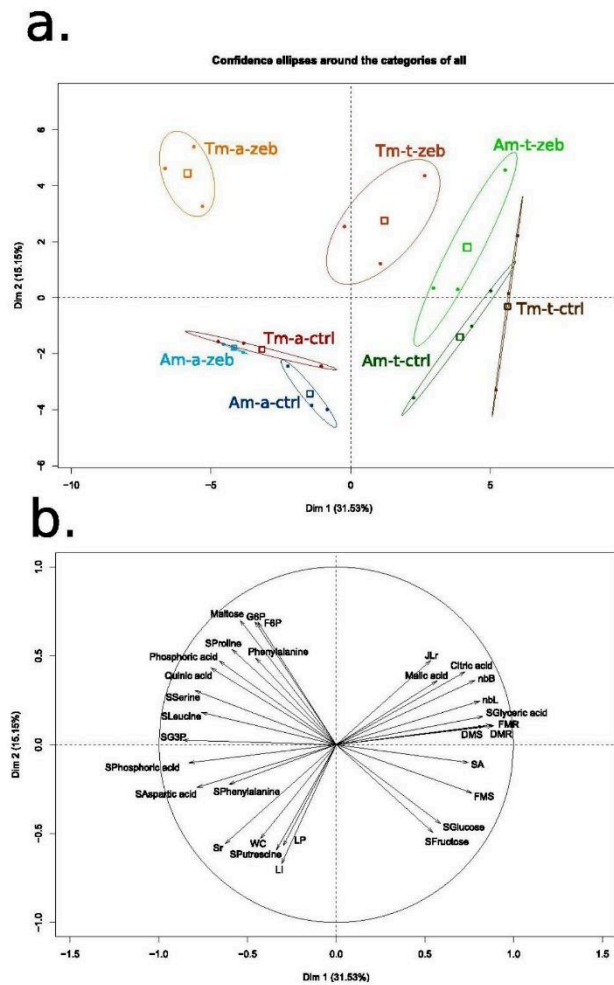 a.
Confidence ellipses around the categories of all
Dim 2 (15.15%)
6
4
2
0
-2
-4
-6
Tm-a-zeb
Tm-t-zeb
Am-t-zeb
Tm-t-ctrl
Tm-a-ctrl
Am-a-zeb
Am-t-ctrl
Am-a-ctrl
-10 -5 0 5
Dim 1 (31.53%)
b.
Dim 2 (15.15%)
1.0
0.5
0.0
-0.5
-1.0
Maltose G6P F6P
SProline
Phenylalanine
Phosphoric acid
Quinic acid
SSerine
SLeucine
SG3P
SPhosphoric acid
SAspartic acid
SPhenylalanine
Sr WC LP
SPutrescine
LI
JLr
Citric acid
Malic acid
nbB
nbL
SGlyceric acid
FMR
DMS DMR
SA
FMS
SGlucose
SFructose
-1.5 -1.0 -0.5 0.0 0.5 1.0 1.5
Dim 1 (31.53%)